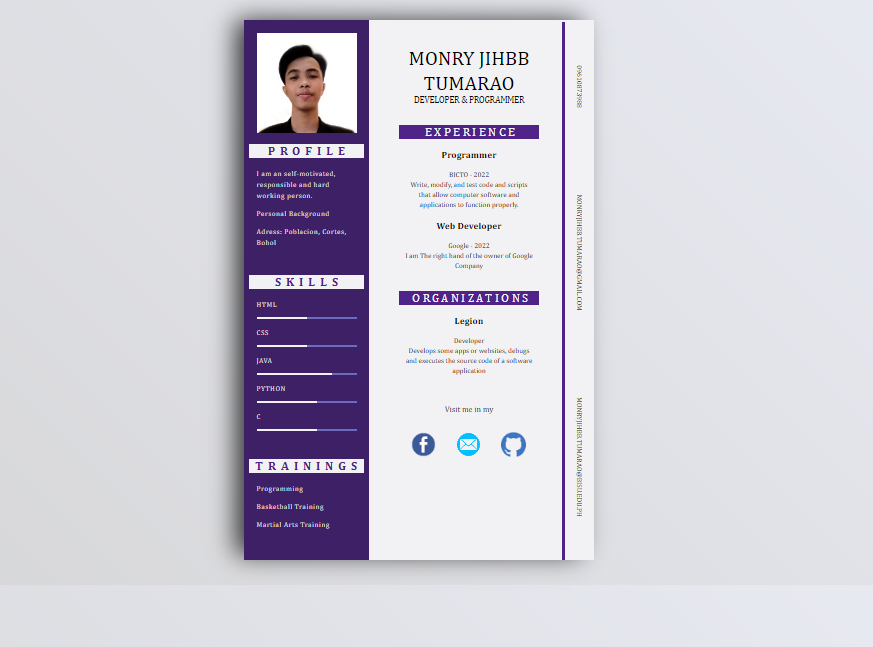 PROFILE
I am an self-motivated,
responsible and hard
working person.
Personal Background
Adress: Poblacion, Cortes,
Bohol
SKILLS
HTML
CSS
JAVA
PYTHON
C
TRAININGS
Programming
Basketball Training
Martial Arts Training
MONRY JIHBB
TUMARAO
DEVELOPER & PROGRAMMER
EXPERIENCE
Programmer
BICTO - 2022
Write, modify, and test code and scripts
that allow computer software and
applications to function properly.
Web Developer
Google - 2022
I am The right hand of the owner of Google
Company
ORGANIZATIONS
Legion
Developer
Develops some apps or websites, debugs
and executes the source code of a software
application
Visit me in my
09610873988
MONRYJIHBB.TUMARAO@GMAIL.COM
MONRYJIHBB.TUMARAO@BISU.EDU.PH